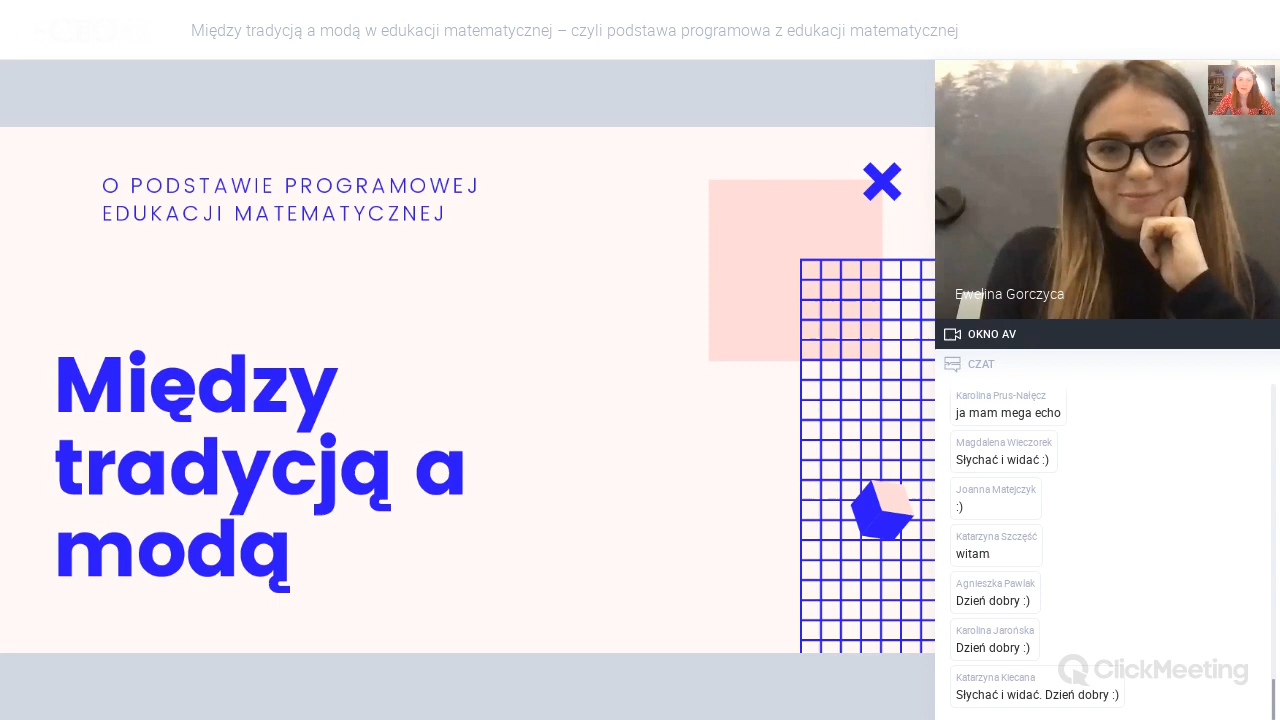 Między tradycją a modą w edukacji matematycznej – czyli podstawa programowa z edukacji matematycznej
O PODSTAWIE PROGRAMOWEJ
EDUKACJI MATEMATYCZNEJ
Między
tradycją a
modą
Ewelina Gorczyca
OKNO AV
CZAT
Karolina Prus-Nałęcz
ja mam mega echo
Magdalena Wieczorek
Słychać i widać :)
Joanna Matejczyk
:)
Katarzyna Szczęść
witam
Agnieszka Pawlak
Dzień dobry :)
Karolina Jarońska
Dzień dobry :)
Katarzyna Klecana
Słychać i widać. Dzień dobry :)
ClickMeeting